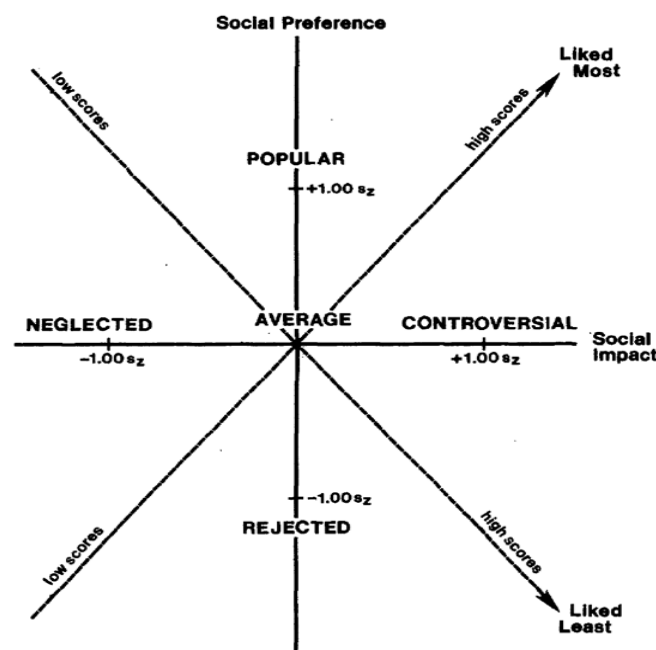 Social Preference
low scores
high scores
Liked
Most
POPULAR
+1.00 sz
NEGLECTED
AVERAGE
CONTROVERSIAL
-1.00 sz
+1.00 sz
Social
Impact
-1.00 sz
REJECTED
low scores
high scores
Liked
Least